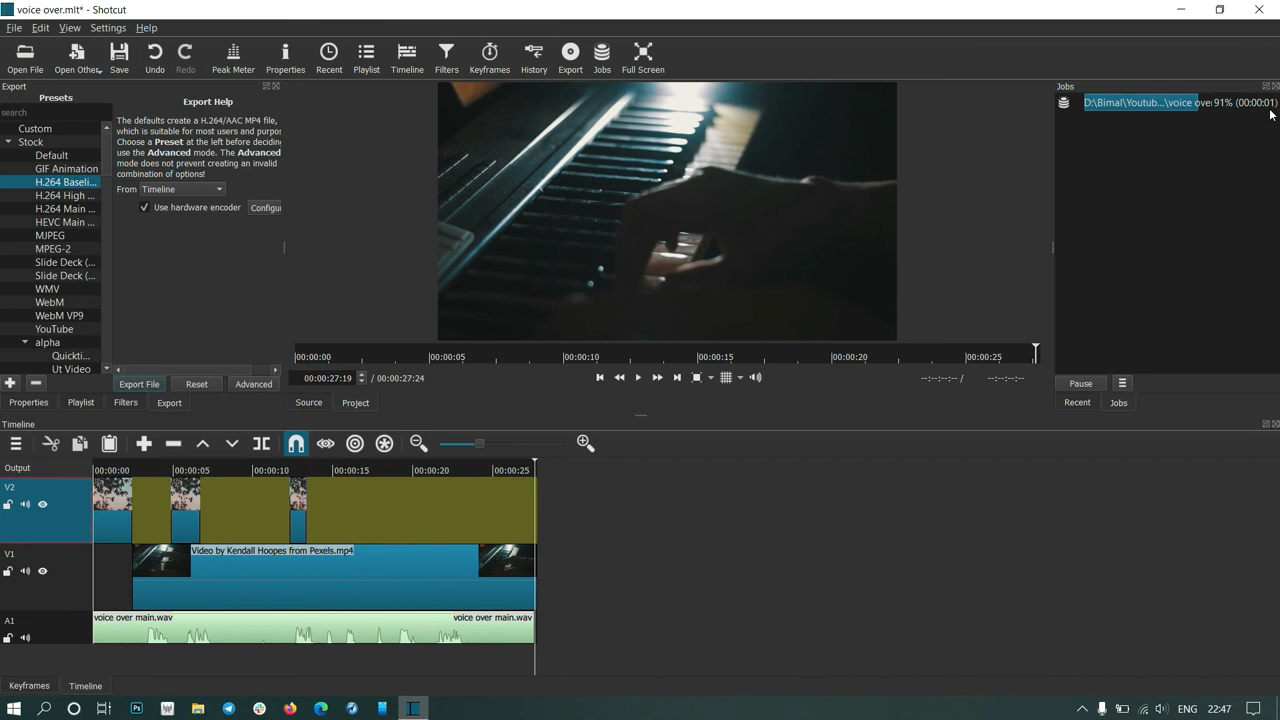 voice over.mlt* - Shotcut
File Edit View Settings Help
Open File Open Other.. Save Undo Redo Peak Meter Properties Recent Playlist Timeline Filters Keyframes History Export Jobs Full Screen
Export
Presets
search
Custom
Stock
Default
GIF Animation
H.264 Baseli...
H.264 High ...
H.264 Main ...
HEVC Main ...
MJPEG
MPEG-2
Slide Deck (...
Slide Deck (...
WMV
WebM
WebM VP9
YouTube
alpha
Quickti...
Ut Video
Export Help
The defaults create a H.264/AAC MP4 file,
which is suitable for most users and purpos
Choose a Preset at the left before deciding
use the Advanced mode. The Advanced
mode does not prevent creating an invalid
combination of options!
From Timeline
Use hardware encoder Configu
Export File Reset Advanced
Properties Playlist Filters Export
00:00:00 00:00:05 00:00:10 00:00:15 00:00:20 00:00:25
00:00:27:19 / 00:00:27:24
--:--:--:-- / --:--:--:--
Source Project
Jobs
D:\Bimal\Youtub...\voice over 91% (00:00:01)
Pause
Recent Jobs
Timeline
Output 00:00:00 00:00:05 00:00:10 00:00:15 00:00:20 00:00:25
V2
V1
Video by Kendall Hoopes from Pexels.mp4
A1
voice over main.wav voice over main.wav
Keyframes Timeline
ENG 22:47